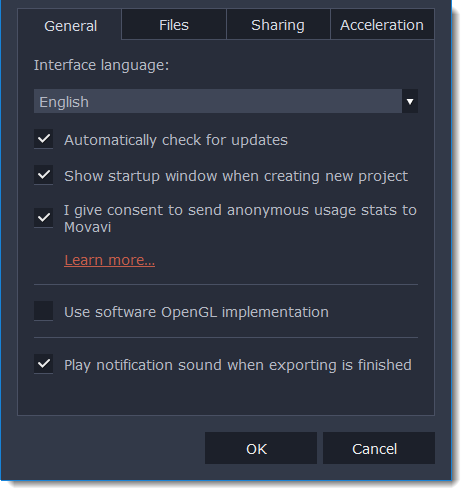 General Files Sharing Acceleration
Interface language:
English
Automatically check for updates
Show startup window when creating new project
I give consent to send anonymous usage stats to
Movavi
Learn more...
Use software OpenGL implementation
Play notification sound when exporting is finished
OK Cancel